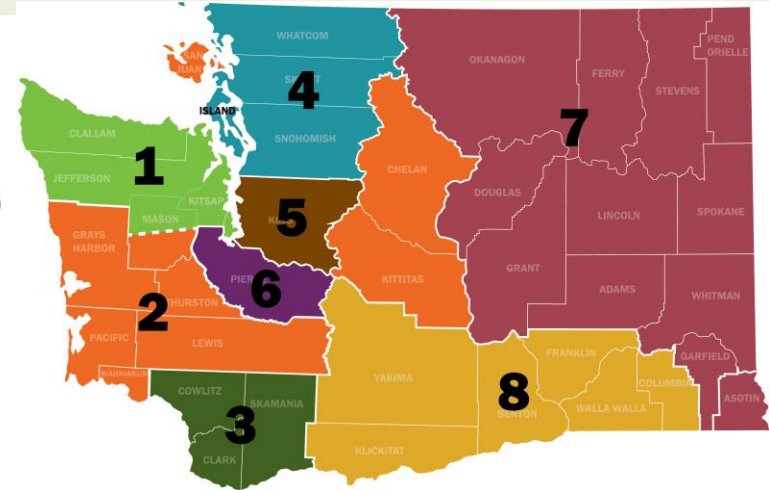 WHATCOM
SAN
JUAN
SKAGIT
4
ISLAND
SNOHOMISH
OKANAGON
FERRY
STEVENS
PEND
ORIELLE
7
CLALLAM
1
JEFFERSON
KITSAP
MASON
CHELAN
DOUGLAS
LINCOLN
SPOKANE
KING
5
GRAYS
HARBOR
PIERCE
6
KITTITAS
GRANT
ADAMS
WHITMAN
THURSTON
2
PACIFIC
LEWIS
WAHKIAKUM
COWLITZ
SKAMANIA
3
CLARK
YAKIMA
KLICKITAT
8
BENTON
FRANKLIN
WALLA WALLA
COLUMBIA
GARFIELD
ASOTIN